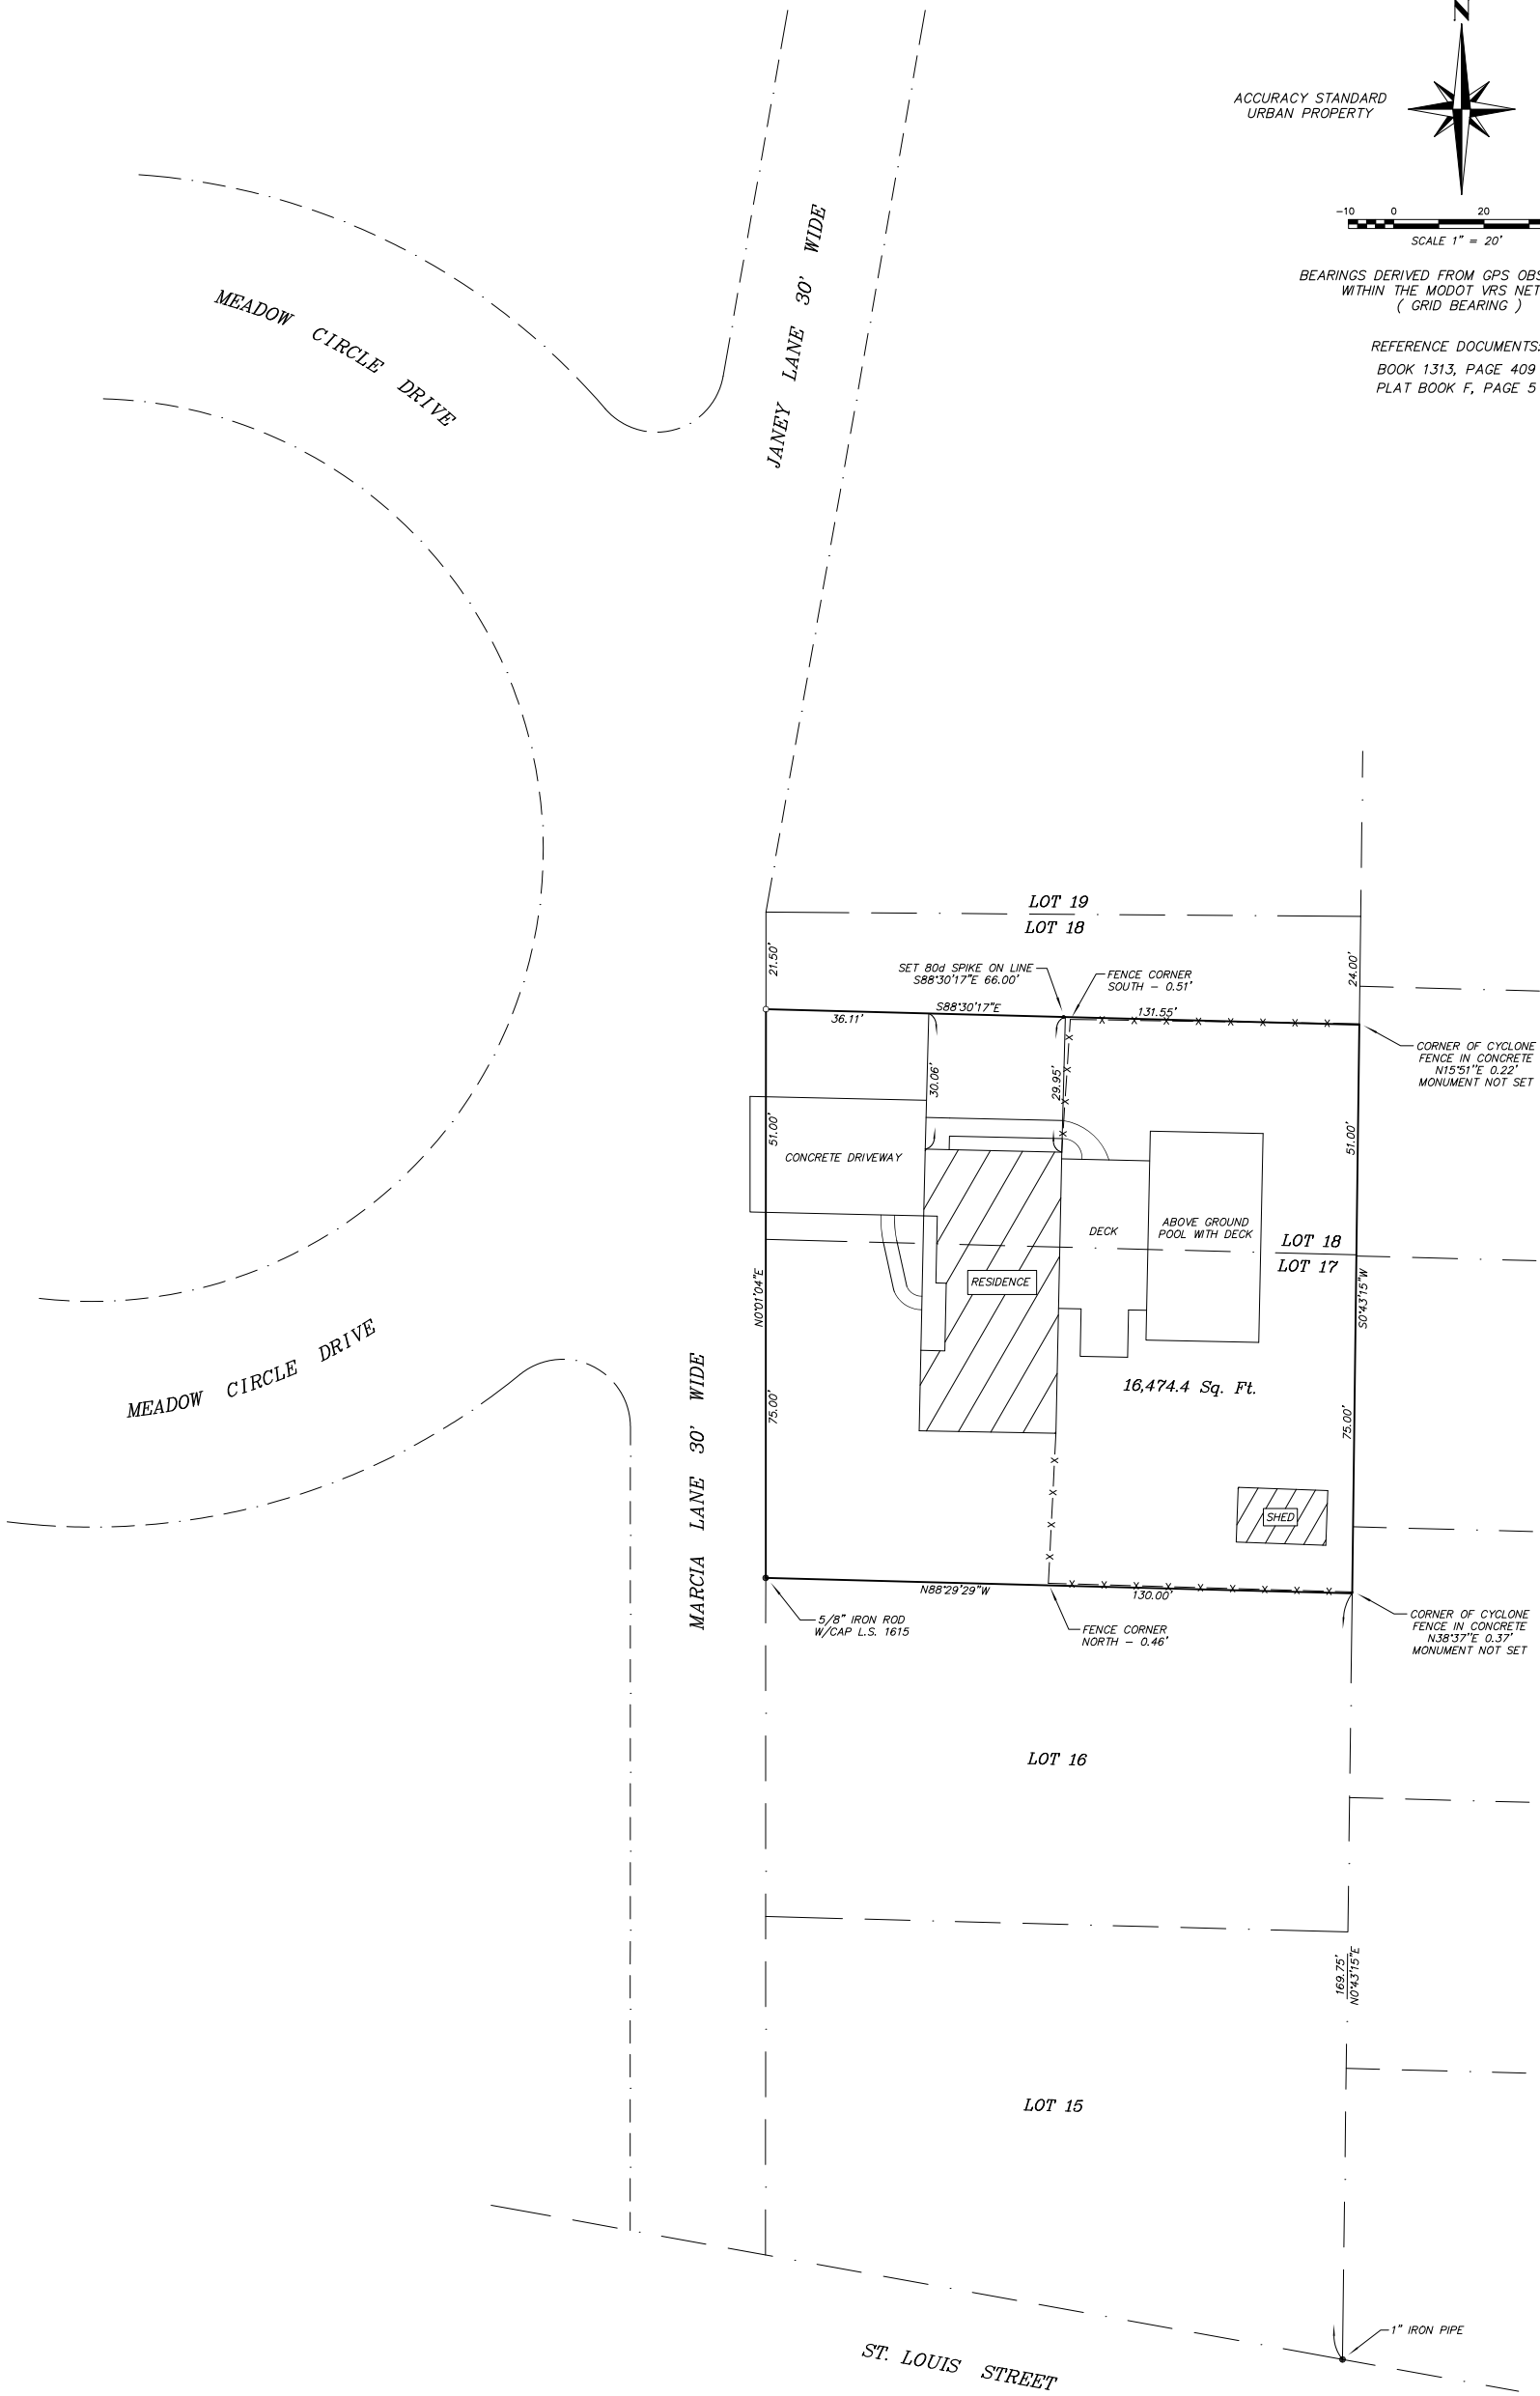 N
ACCURACY STANDARD
URBAN PROPERTY
-10 0 20
SCALE 1" = 20'
BEARINGS DERIVED FROM GPS OBS
WITHIN THE MODOT VRS NET
( GRID BEARING )
REFERENCE DOCUMENTS:
BOOK 1313, PAGE 409
PLAT BOOK F, PAGE 5
MEADOW CIRCLE DRIVE
JANEY LANE 30' WIDE
LOT 19
LOT 18
21.50'
24.00'
SET 80d SPIKE ON LINE
S88°30'17"E 66.00'
FENCE CORNER
SOUTH - 0.51'
S88°30'17"E
36.11'
131.55'
CORNER OF CYCLONE
FENCE IN CONCRETE
N15°51"E 0.22'
MONUMENT NOT SET
30.06'
29.95'
51.00'
51.00'
CONCRETE DRIVEWAY
DECK
ABOVE GROUND
POOL WITH DECK
LOT 18
LOT 17
RESIDENCE
N0°01'04"E
S0°43'15"W
MEADOW CIRCLE DRIVE
MARCIA LANE 30' WIDE
75.00'
16,474.4 Sq. Ft.
75.00'
SHED
N88°29'29"W
130.00'
5/8" IRON ROD
W/CAP L.S. 1615
FENCE CORNER
NORTH - 0.46'
CORNER OF CYCLONE
FENCE IN CONCRETE
N38°37"E 0.37'
MONUMENT NOT SET
LOT 16
169.75'
N0°43'15"E
LOT 15
1" IRON PIPE
ST. LOUIS STREET